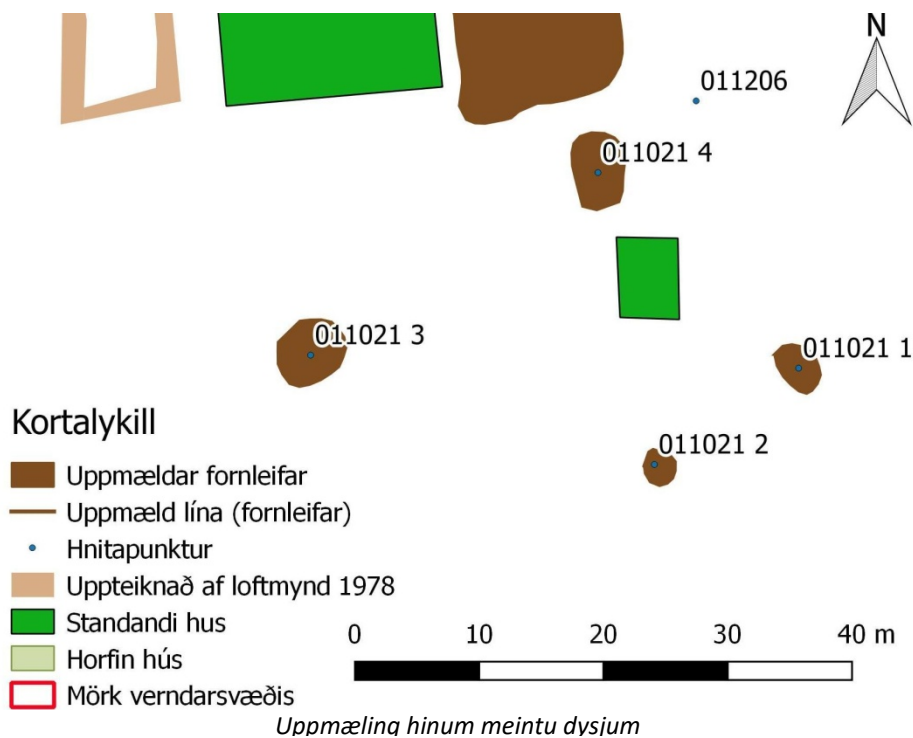 N
011206
011021 4
011021 3
011021 1
011021 2
Kortalykill
Uppmældar fornleifar
Uppmæld lína (fornleifar)
Hnitapunktur
Uppteiknað af loftmynd 1978
Standandi hus
Horfin hús
Mörk verndarsvæðis
0 10 20 30 40 m
Uppmæling hinum meintu dysjum